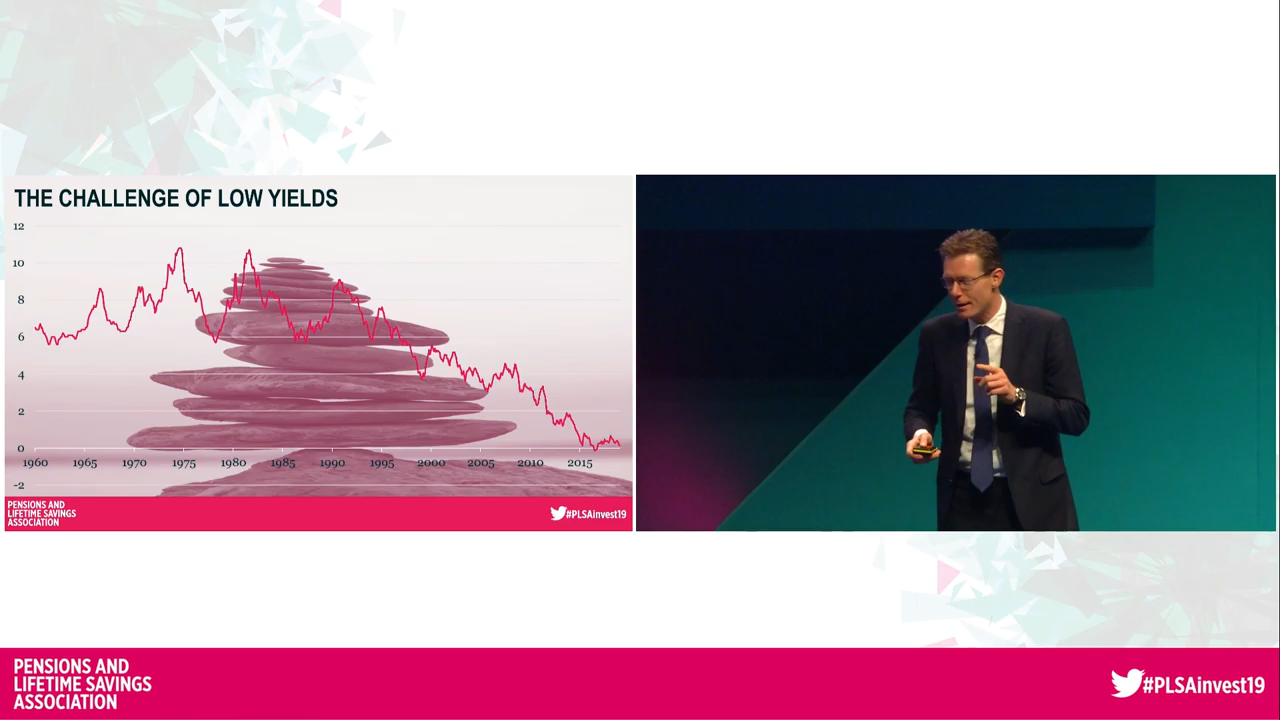 THE CHALLENGE OF LOW YIELDS
12
10
8
6
4
2
0
1960 1965 1970 1975 1980 1985 1990 1995 2000 2005 2010 2015
-2
PENSIONS AND
LIFETIME SAVINGS
ASSOCIATION
#PLSAinvest19
PENSIONS AND
LIFETIME SAVINGS
ASSOCIATION
#PLSAinvest19